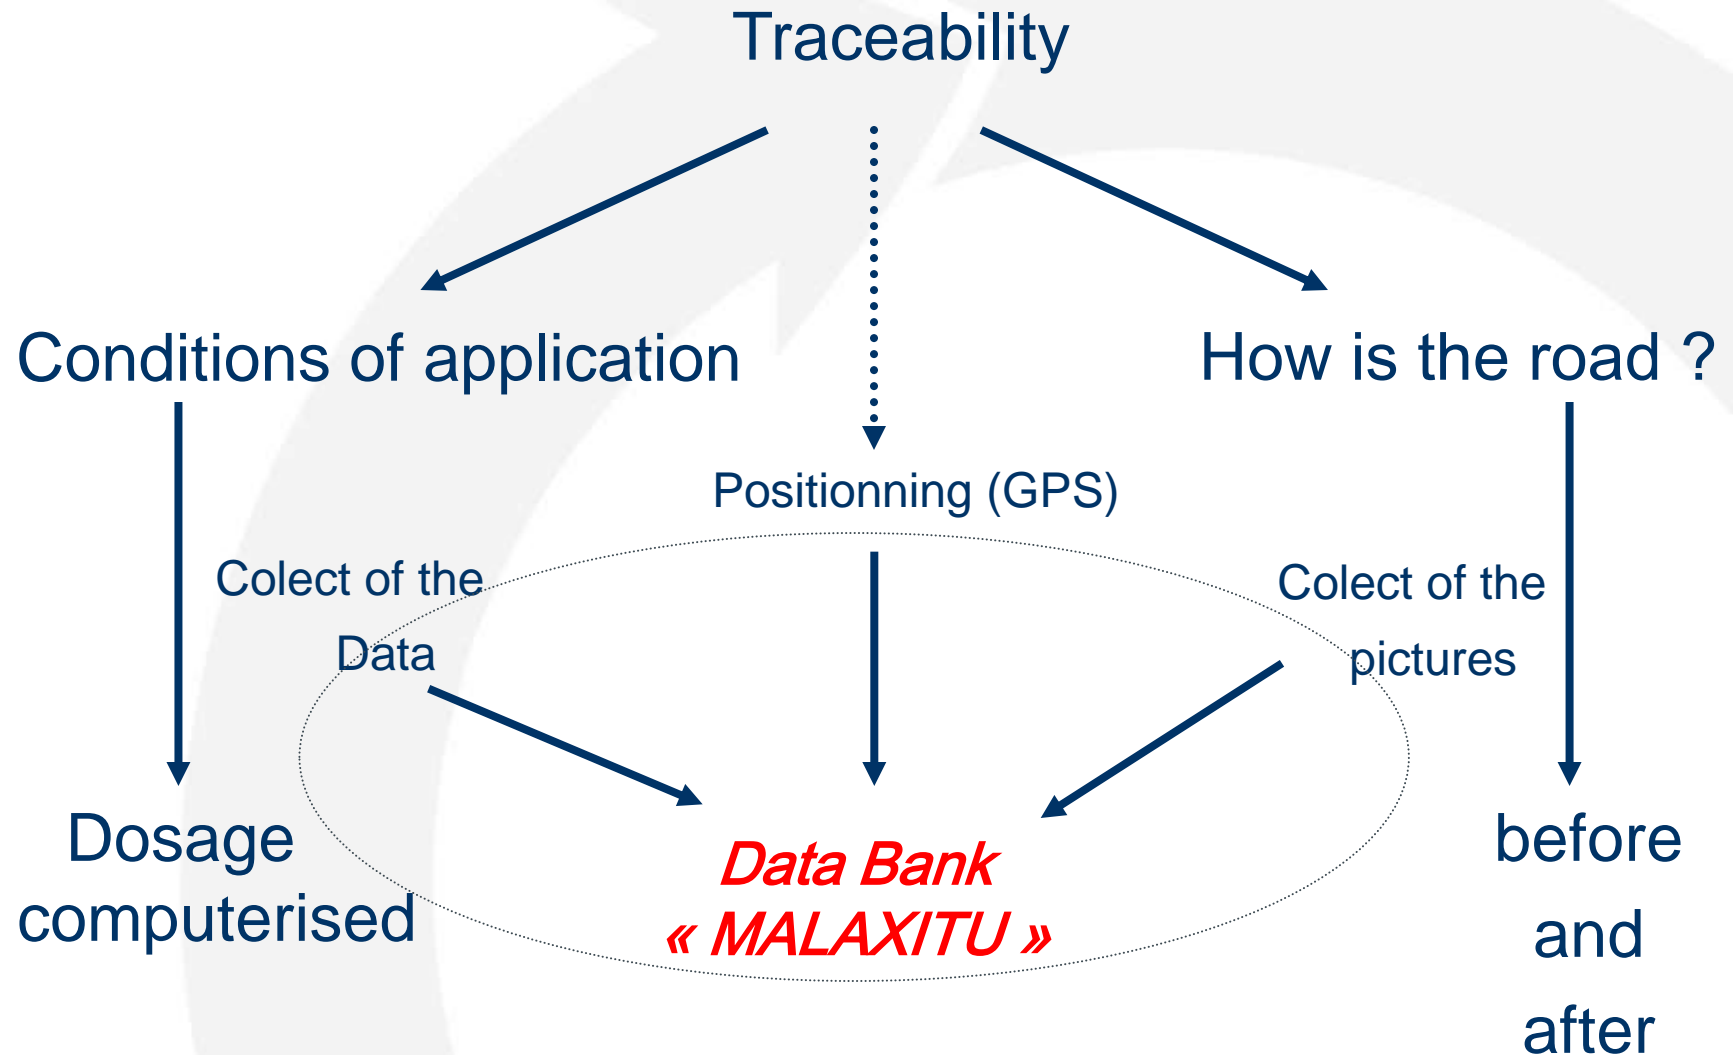 Traceability
Conditions of application
How is the road ?
Positionning (GPS)
Colect of the
Data
Colect of the
pictures
Dosage
computerised
Data Bank
« MALAXITU »
before
and
after